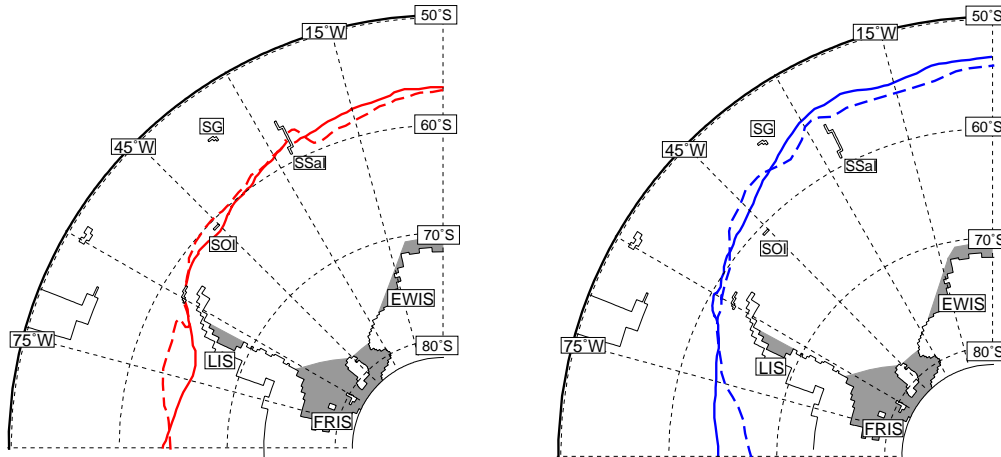 50˚S
15˚W
60˚S
SG
45˚W
SSaI
70˚S
SOI
EWIS
75˚W
80˚S
LIS
FRIS
50˚S
15˚W
60˚S
SG
45˚W
SSaI
70˚S
SOI
EWIS
75˚W
80˚S
LIS
FRIS